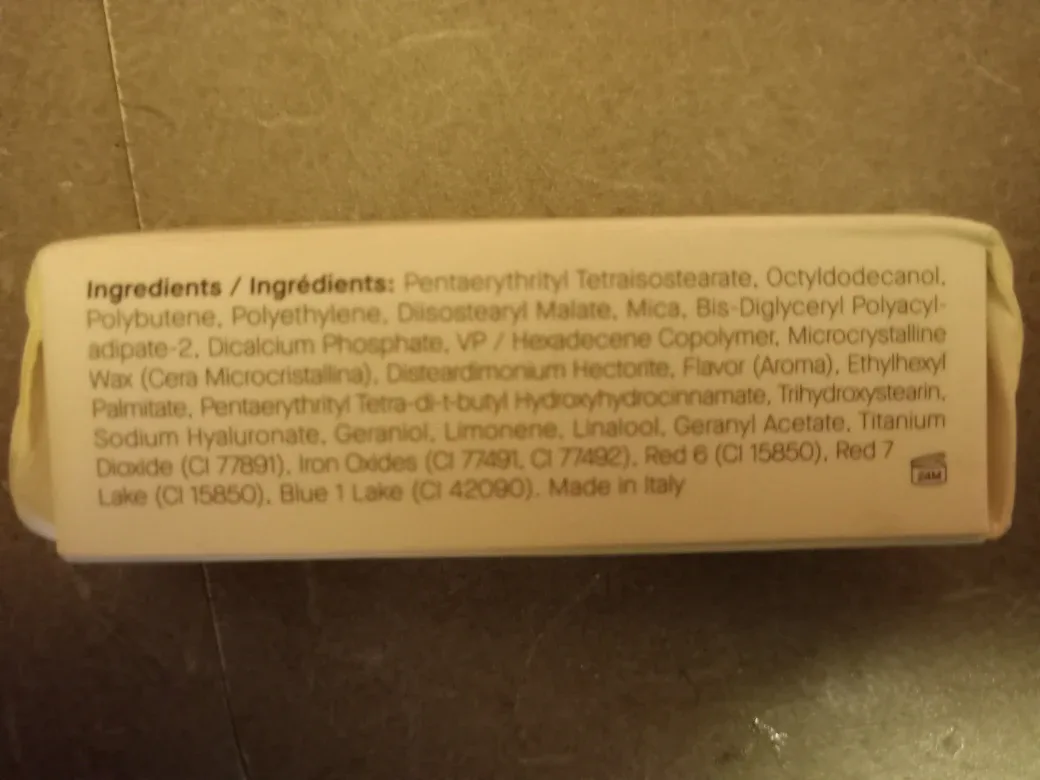 Ingredients / Ingrédients: Pentaerythrityl Tetraisostearate, Octyldodecanol,
Polybutene, Polyethylene, Diisostearyl Malate, Mica, Bis-Diglyceryl Polyacyl-
adipate-2, Dicalcium Phosphate, VP / Hexadecene Copolymer, Microcrystalline
Wax (Cera Microcristallina), Disteardimonium Hectorite, Flavor (Aroma), Ethylhexyl
Palmitate, Pentaerythrityl Tetra-di-t-butyl Hydroxyhydrocinnamate, Trihydroxystearin,
Sodium Hyaluronate, Geraniol, Limonene, Linalool, Geranyl Acetate, Titanium
Dioxide (CI 77891), Iron Oxides (CI 77491, CI 77492), Red 6 (CI 15850), Red 7
Lake (CI 15850), Blue 1 Lake (CI 42090). Made in Italy
24M